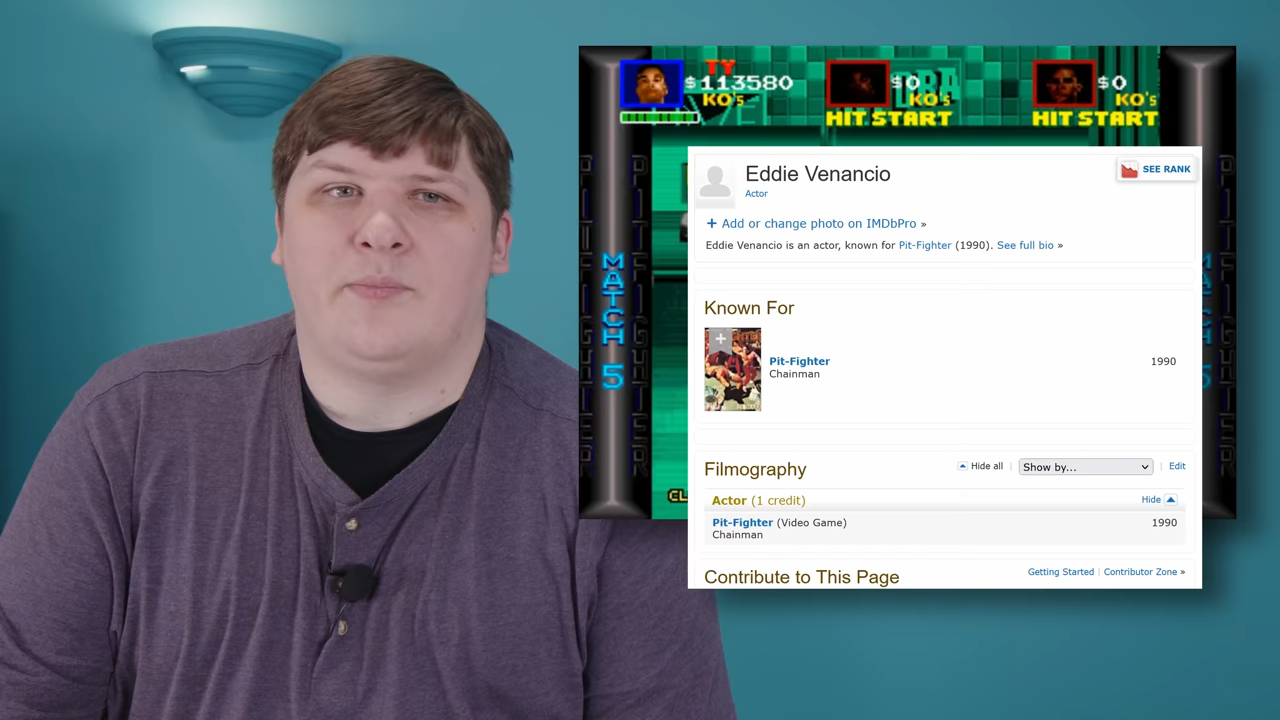 TY
$113580
KO's
$0
KO's
HIT START
$0
KO's
HIT START
MATCH 5
Eddie Venancio
SEE RANK
Actor
+ Add or change photo on IMDbPro »
Eddie Venancio is an actor, known for Pit-Fighter (1990). See full bio »
Known For
Pit-Fighter
1990
Chainman
Filmography
Hide all
Show by...
Edit
Actor (1 credit)
Hide
Pit-Fighter (Video Game)
1990
Chainman
Contribute to This Page
Getting Started | Contributor Zone »